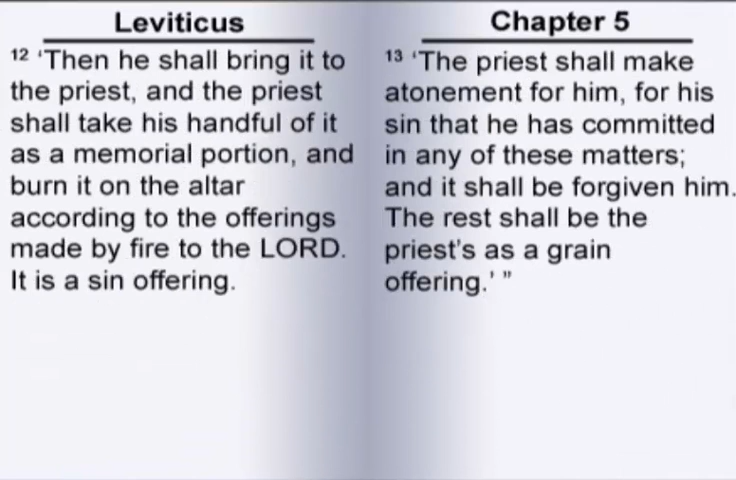 Leviticus
12 ‘Then he shall bring it to
the priest, and the priest
shall take his handful of it
as a memorial portion, and
burn it on the altar
according to the offerings
made by fire to the LORD.
It is a sin offering.
Chapter 5
13 ‘The priest shall make
atonement for him, for his
sin that he has committed
in any of these matters;
and it shall be forgiven him.
The rest shall be the
priest's as a grain
offering.’ ”